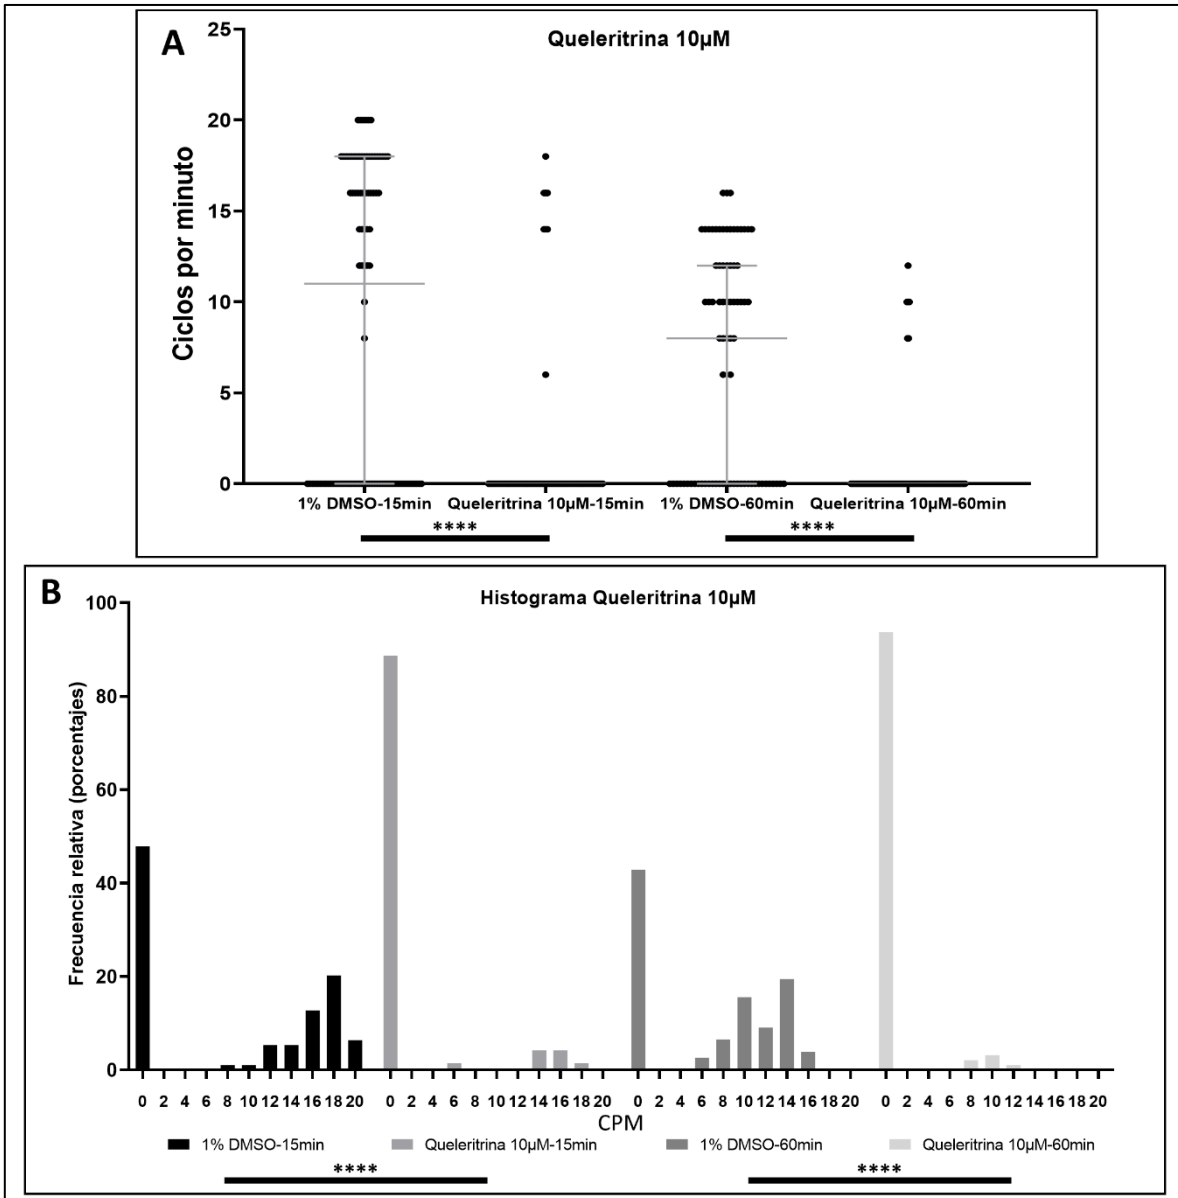 A
Queleritrina 10µM
Ciclos por minuto
25
20
15
10
5
0
1% DMSO-15min Queleritrina 10µM-15min 1% DMSO-60min Queleritrina 10µM-60min
**** ****
B
Histograma Queleritrina 10µM
Frecuencia relativa (porcentajes)
100
80
60
40
20
0
0 2 4 6 8 10 12 14 16 18 20 0 2 4 6 8 10 12 14 16 18 20 0 2 4 6 8 10 12 14 16 18 20 0 2 4 6 8 10 12 14 16 18 20
CPM
1% DMSO-15min Queleritrina 10µM-15min 1% DMSO-60min Queleritrina 10µM-60min
**** ****